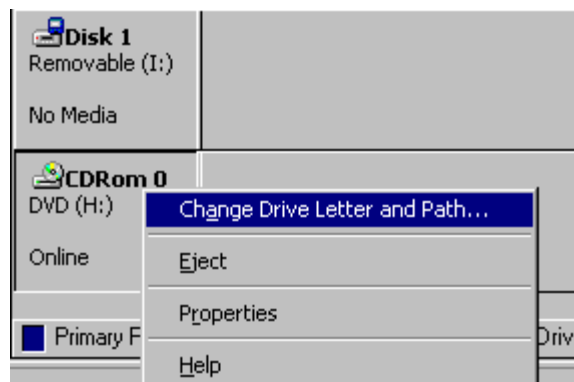 Disk 1
Removable (I:)
No Media
CDRom 0
DVD (H:)
Change Drive Letter and Path...
Online
Eject
Properties
Primary
Help